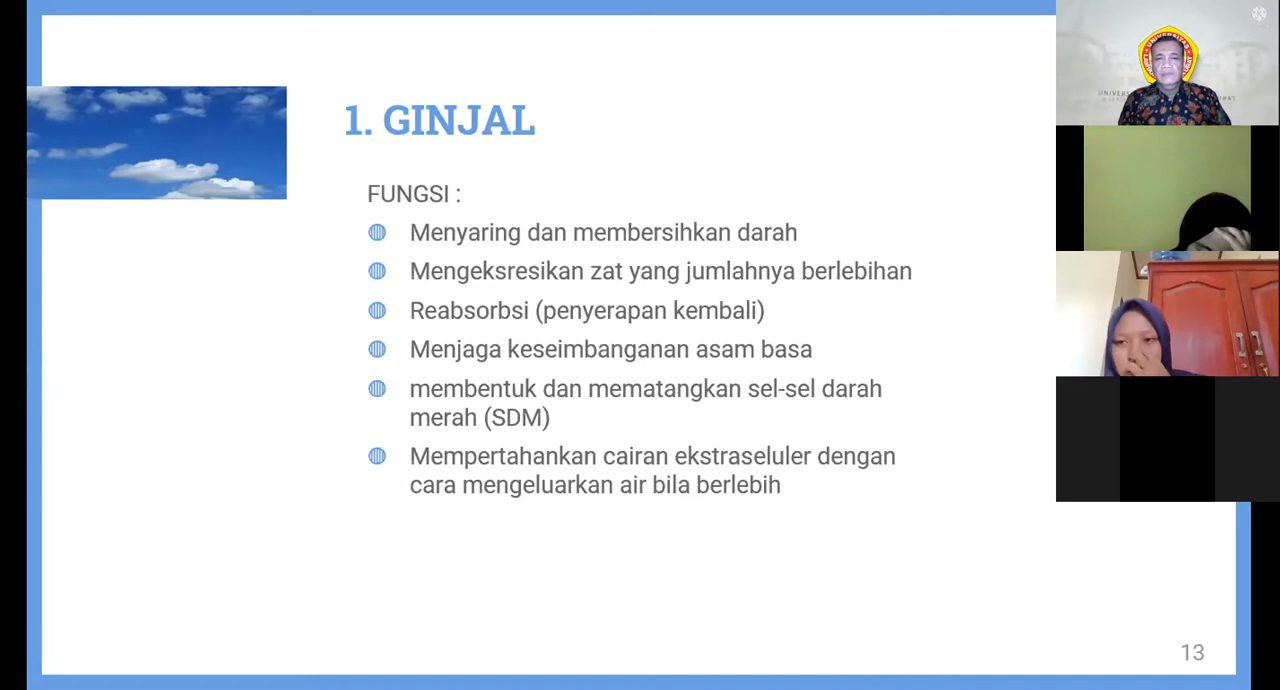 1. GINJAL
FUNGSI :
Menyaring dan membersihkan darah
Mengeksresikan zat yang jumlahnya berlebihan
Reabsorbsi (penyerapan kembali)
Menjaga keseimbanganan asam basa
membentuk dan mematangkan sel-sel darah
merah (SDM)
Mempertahankan cairan ekstraseluler dengan
cara mengeluarkan air bila berlebih
13
UNIVERSITAS